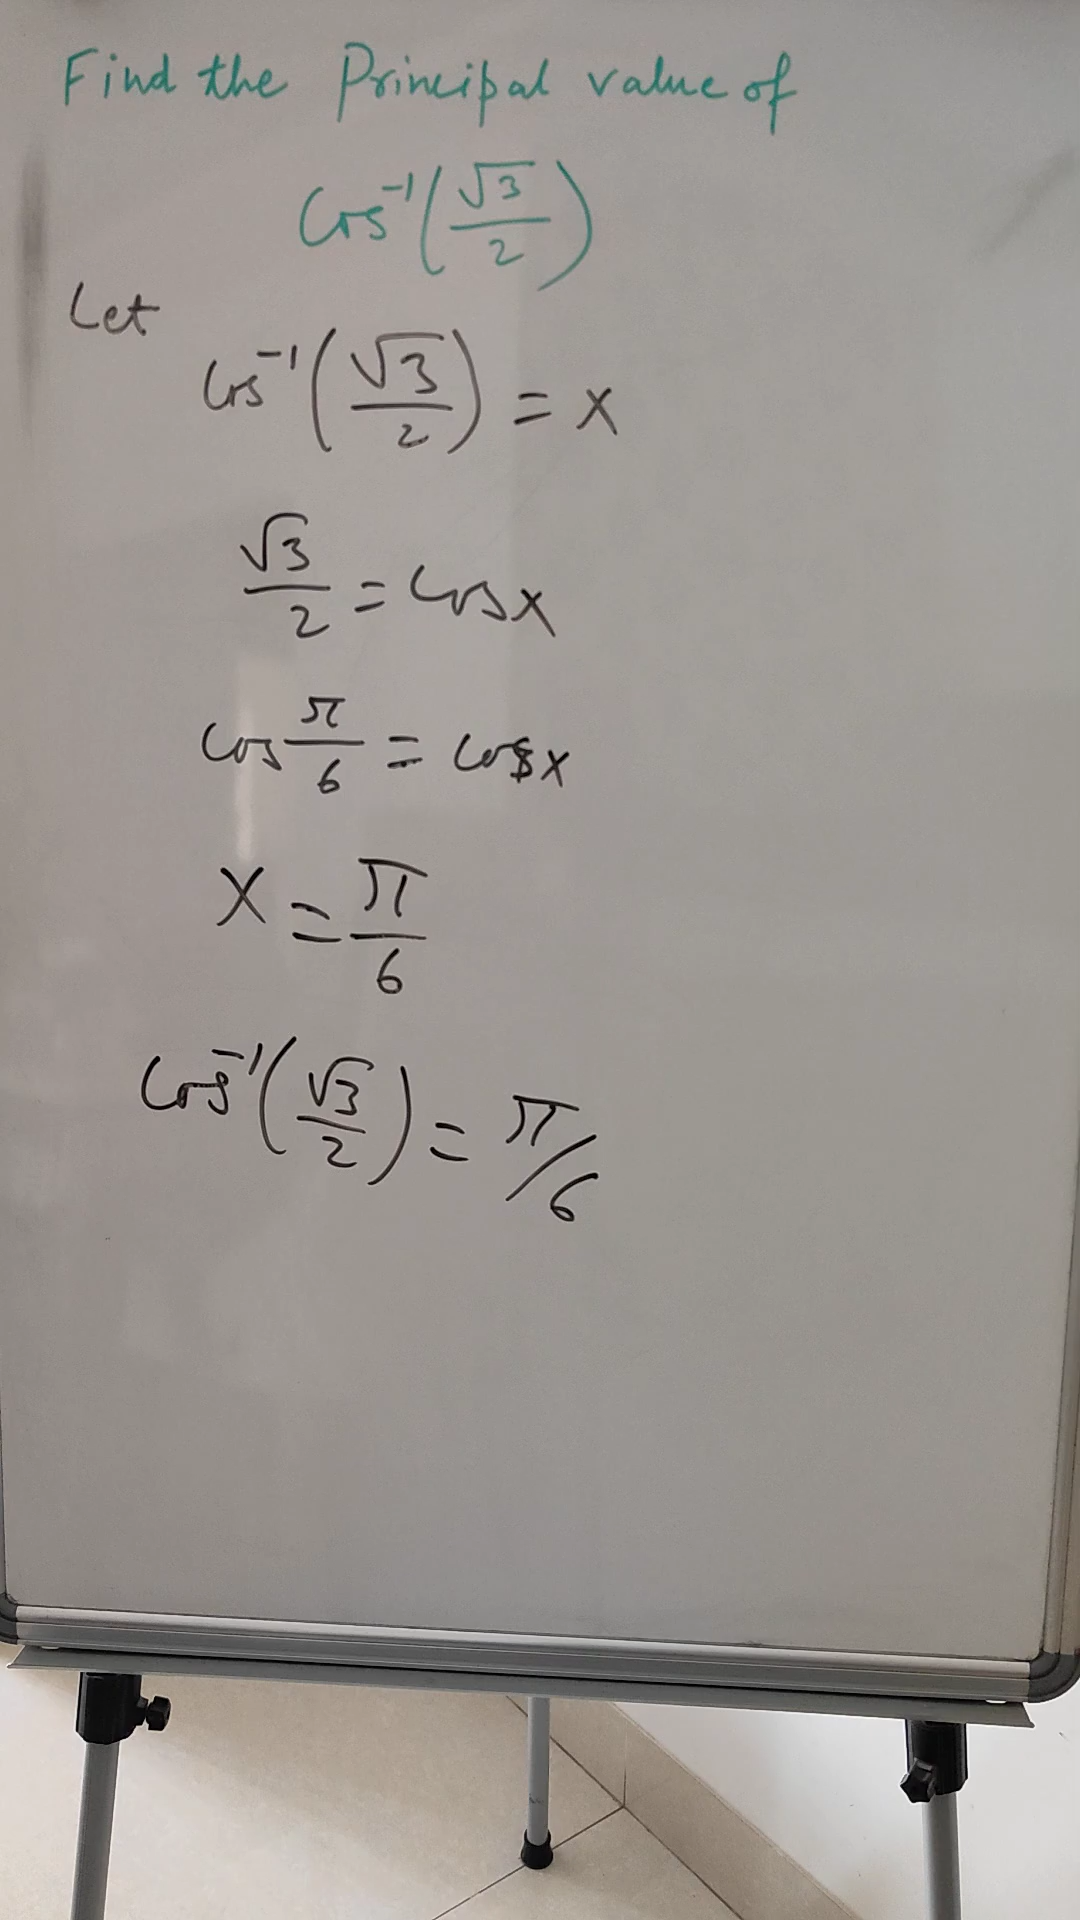 Find the Principal value of
cos⁻¹(√3/2)
Let
cos⁻¹(√3/2) = x
√3/2 = cos x
cos π/6 = cos x
x = π/6
cos⁻¹(√3/2) = π/6